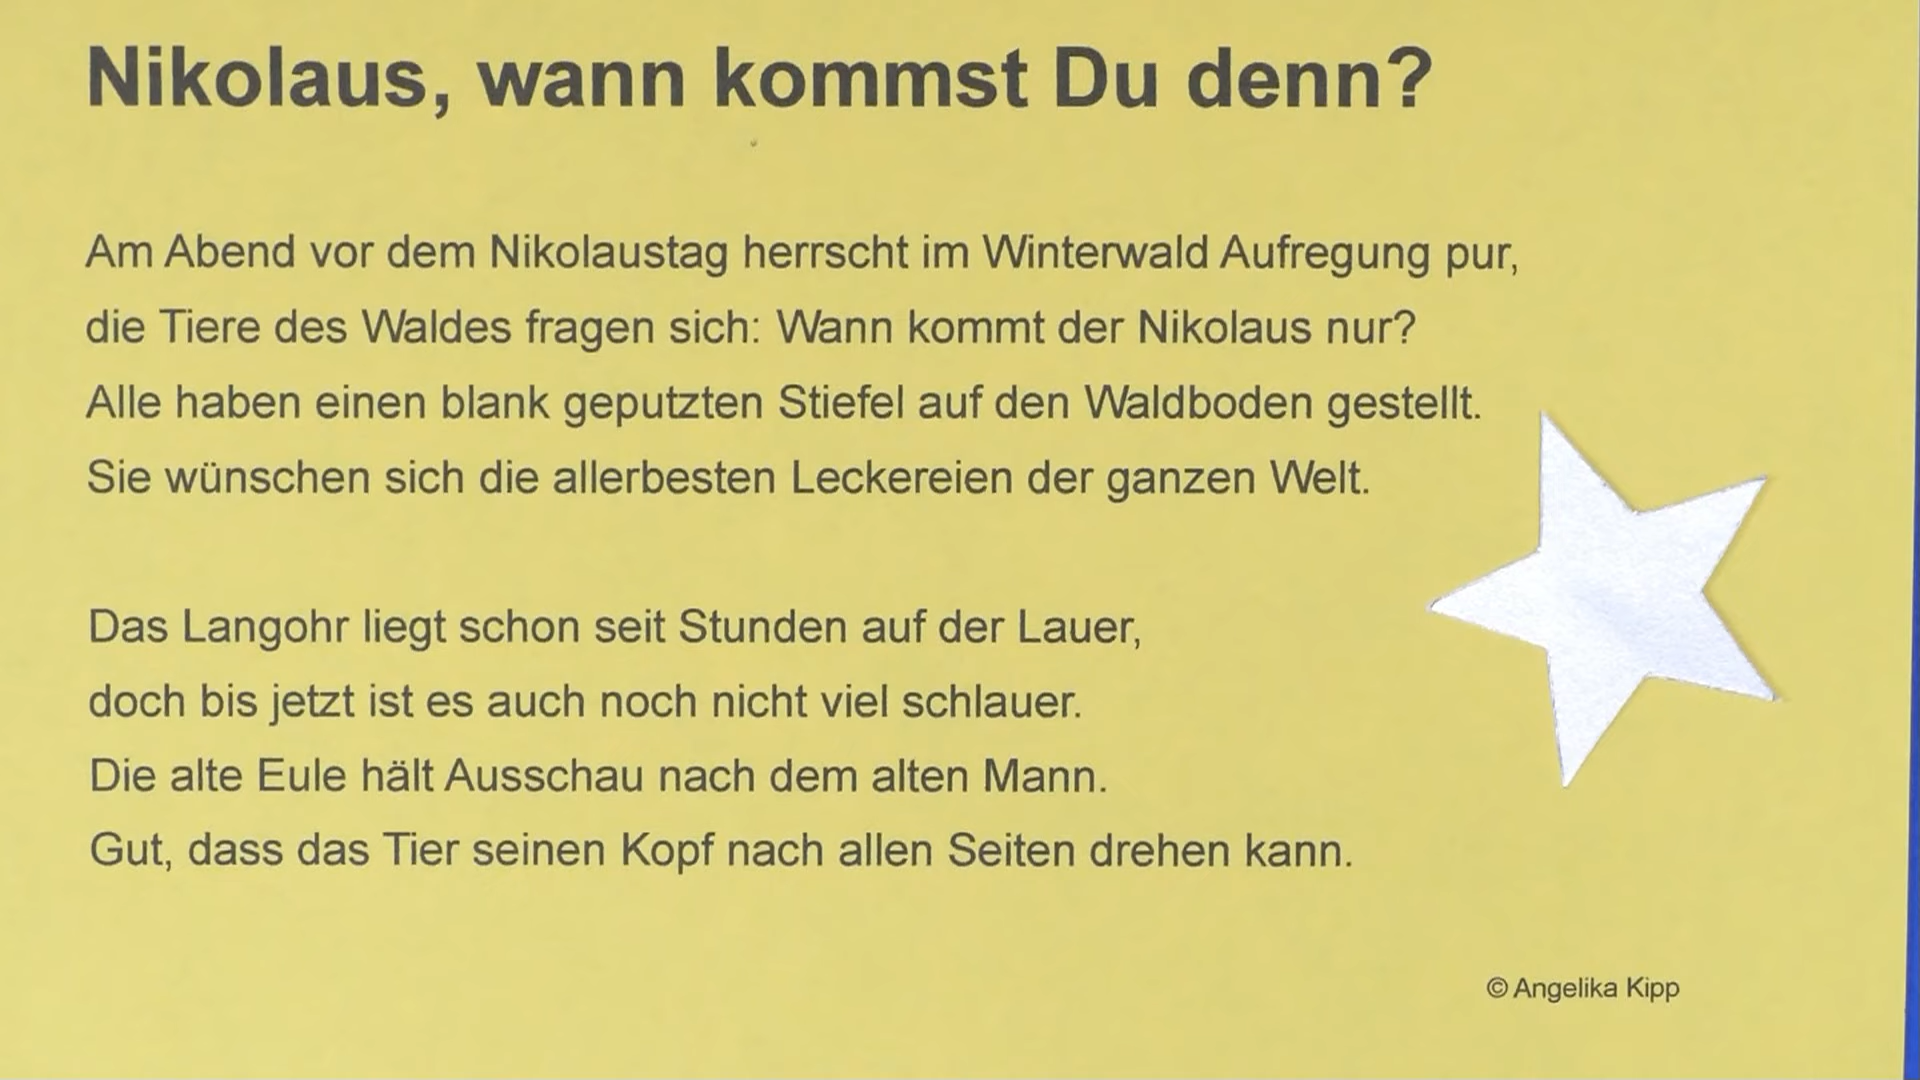 Nikolaus, wann kommst Du denn?
Am Abend vor dem Nikolaustag herrscht im Winterwald Aufregung pur,
die Tiere des Waldes fragen sich: Wann kommt der Nikolaus nur?
Alle haben einen blank geputzten Stiefel auf den Waldboden gestellt.
Sie wünschen sich die allerbesten Leckereien der ganzen Welt.
Das Langohr liegt schon seit Stunden auf der Lauer,
doch bis jetzt ist es auch noch nicht viel schlauer.
Die alte Eule hält Ausschau nach dem alten Mann.
Gut, dass das Tier seinen Kopf nach allen Seiten drehen kann.
© Angelika Kipp